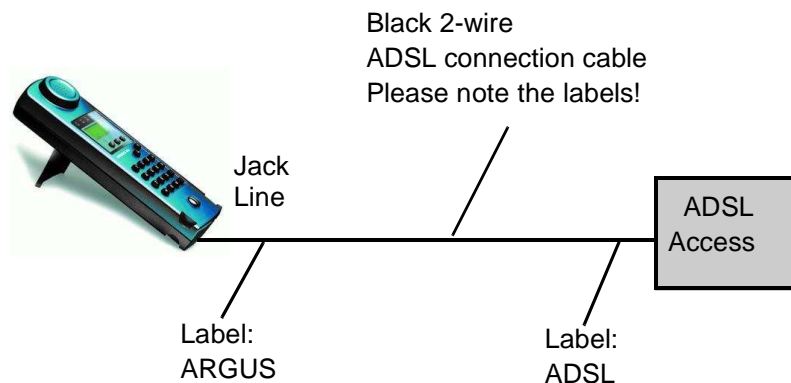 Black 2-wire
ADSL connection cable
Please note the labels!
Jack
Line
ADSL
Access
Label:
ARGUS
Label:
ADSL